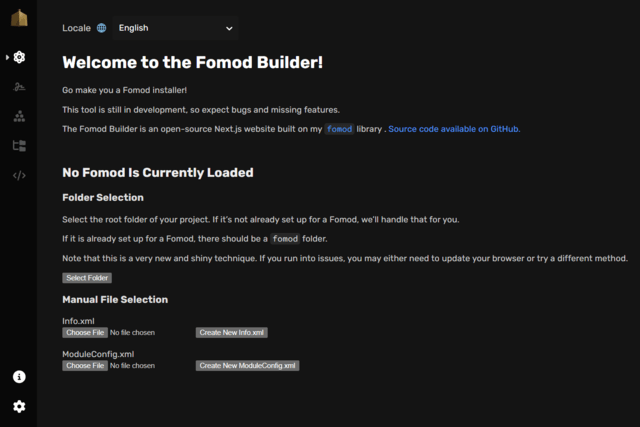 Locale English
Welcome to the Fomod Builder!
Go make you a Fomod installer!
This tool is still in development, so expect bugs and missing features.
The Fomod Builder is an open-source Next.js website built on my fomod library . Source code available on GitHub.
No Fomod Is Currently Loaded
Folder Selection
Select the root folder of your project. If it's not already set up for a Fomod, we'll handle that for you.
If it is already set up for a Fomod, there should be a fomod folder.
Note that this is a very new and shiny technique. If you run into issues, you may either need to update your browser or try a different method.
Select Folder
Manual File Selection
Info.xml
Choose File No file chosen Create New Info.xml
ModuleConfig.xml
Choose File No file chosen Create New ModuleConfig.xml